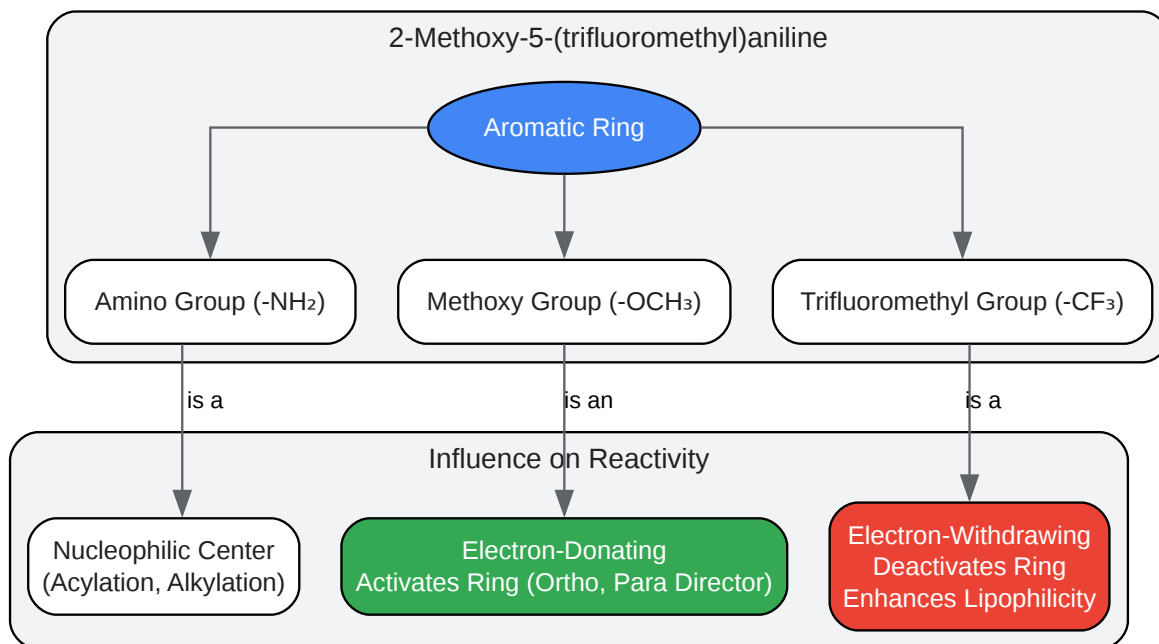 2-Methoxy-5-(trifluoromethyl)aniline
Aromatic Ring
Amino Group (-NH₂)
Methoxy Group (-OCH₃)
Trifluoromethyl Group (-CF₃)
is a
is an
is a
Influence on Reactivity
Nucleophilic Center
(Acylation, Alkylation)
Electron-Donating
Activates Ring (Ortho, Para Director)
Electron-Withdrawing
Deactivates Ring
Enhances Lipophilicity